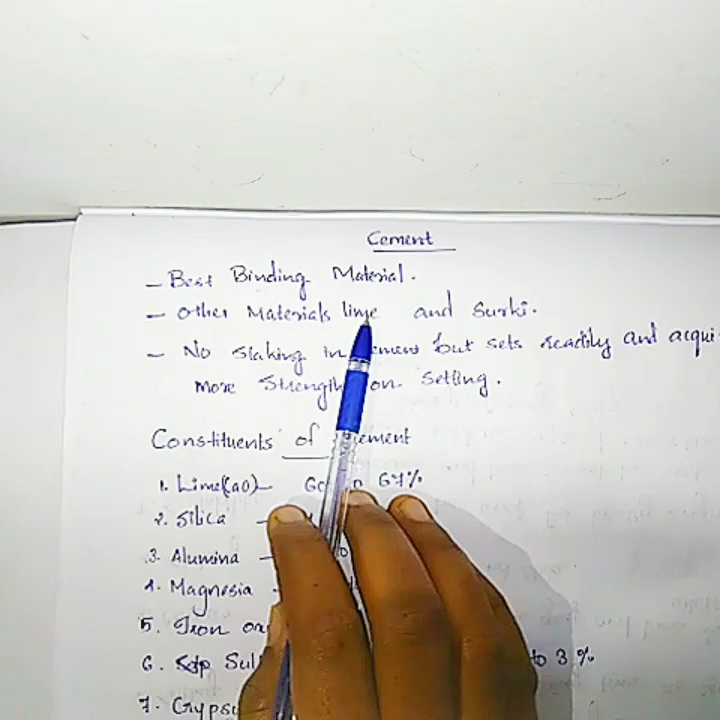 Cement
- Best Binding Material.
- Other Materials lime and Surki.
- No slaking in cement but sets readily and acqui
more Strength on Setting.
Constituents of cement
1. Lime(CaO) - 60 67%
2. Silica -
3. Alumina -
4. Magnesia -
5. Iron
6. to 3 %
7.